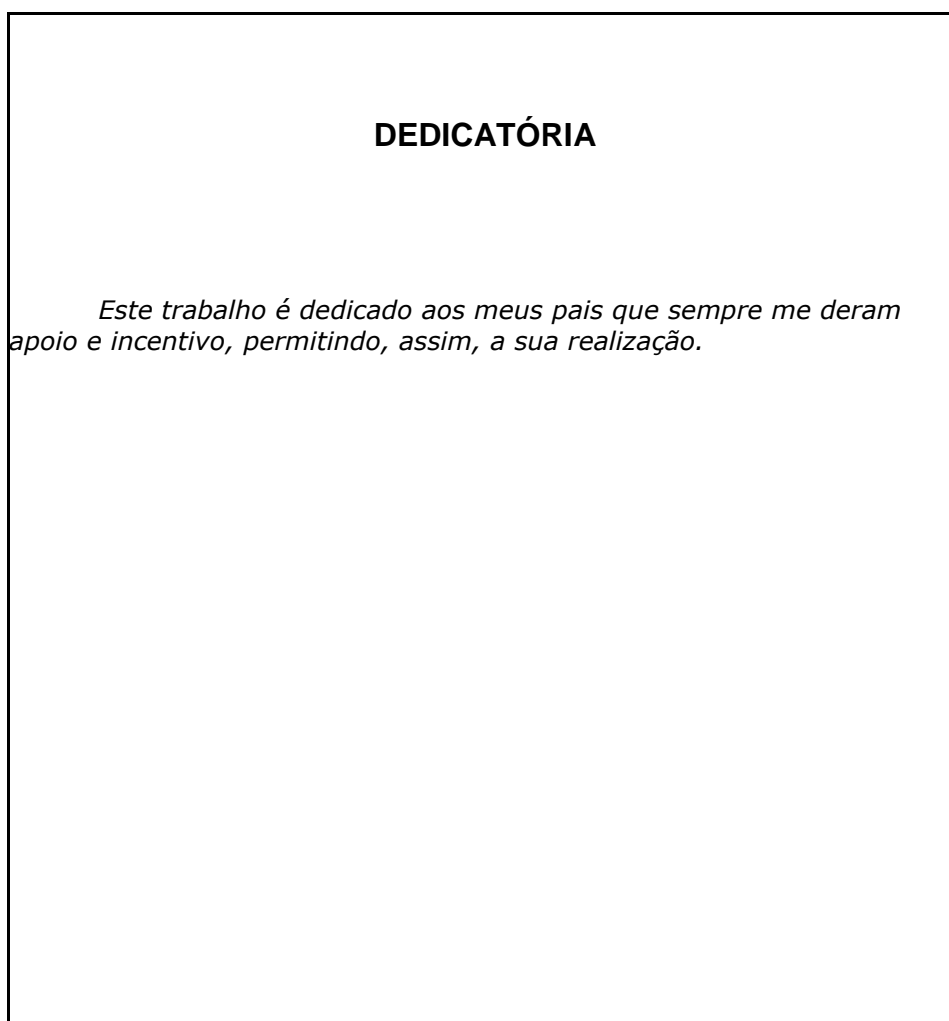 DEDICATÓRIA
Este trabalho é dedicado aos meus pais que sempre me deram
apoio e incentivo, permitindo, assim, a sua realização.